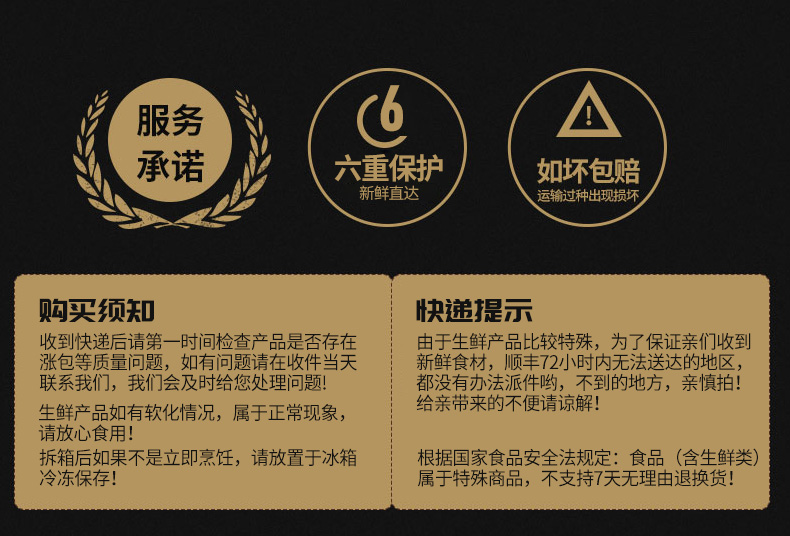 服务
承诺
6
六重保护
新鲜直达
!
如坏包赔
运输过种出现损坏
购买须知
收到快递后请第一时间检查产品是否存在
涨包等质量问题，如有问题请在收件当天
联系我们，我们会及时给您处理问题!
生鲜产品如有软化情况，属于正常现象，
请放心食用！
拆箱后如果不是立即烹饪，请放置于冰箱
冷冻保存！
快递提示
由于生鲜产品比较特殊，为了保证亲们收到
新鲜食材，顺丰72小时内无法送达的地区，
都没有办法派件哟，不到的地方，亲慎拍！
给亲带来的不便请谅解！
根据国家食品安全法规定：食品（含生鲜类）
属于特殊商品，不支持7天无理由退换货！